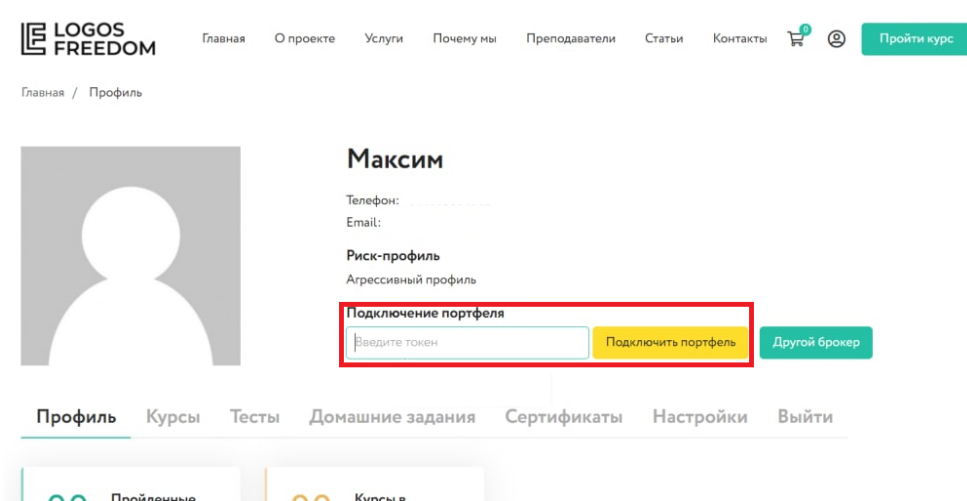 LOGOS
FREEDOM
Главная О проекте Услуги Почему мы Преподаватели Статьи Контакты 0 Пройти курс
Главная / Профиль
Максим
Телефон:
Email:
Риск-профиль
Агрессивный профиль
Подключение портфеля
Введите токен Подключить портфель Другой брокер
Профиль Курсы Тесты Домашние задания Сертификаты Настройки Выйти
Пройденные Курсы в